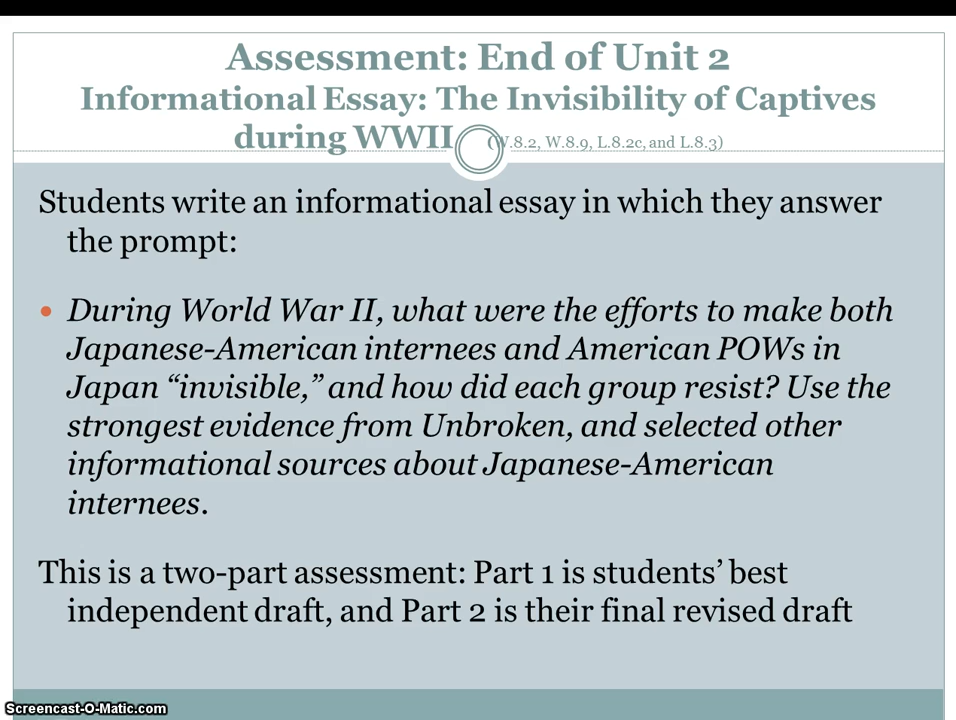 Assessment: End of Unit 2
Informational Essay: The Invisibility of Captives
during WWII (W.8.2, W.8.9, L.8.2c, and L.8.3)
Students write an informational essay in which they answer
the prompt:
• During World War II, what were the efforts to make both
Japanese-American internees and American POWs in
Japan “invisible,” and how did each group resist? Use the
strongest evidence from Unbroken, and selected other
informational sources about Japanese-American
internees.
This is a two-part assessment: Part 1 is students’ best
independent draft, and Part 2 is their final revised draft
Screencast-O-Matic.com